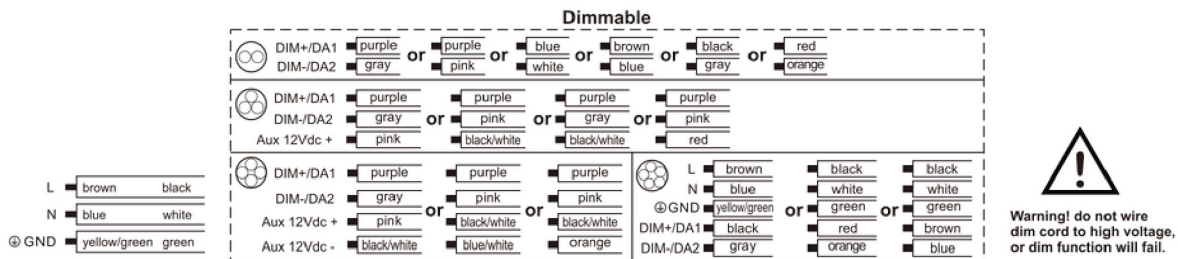 Dimmable
DIM+/DA1 purple or purple or blue or brown or black or red
DIM-/DA2 gray pink white blue gray orange
DIM+/DA1 purple purple purple purple
DIM-/DA2 gray or pink or gray or pink
Aux 12Vdc + pink black/white black/white red
DIM+/DA1 purple purple purple
DIM-/DA2 gray or pink or pink
Aux 12Vdc + pink black/white black/white
Aux 12Vdc - black/white blue/white orange
L brown black black
N blue white white
GND yellow/green or green or green
DIM+/DA1 black red brown
DIM-/DA2 gray orange blue
L brown black
N blue white
GND yellow/green green
Warning! do not wire
dim cord to high voltage,
or dim function will fail.